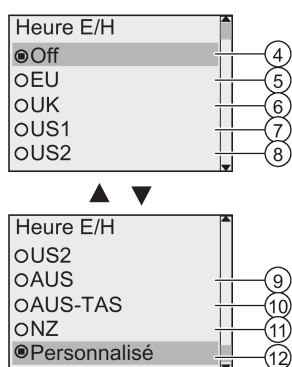 Heure E/H
Off 4
EU 5
UK 6
US1 7
US2 8
Heure E/H
US2
AUS 9
AUS-TAS 10
NZ 11
Personnalisé 12